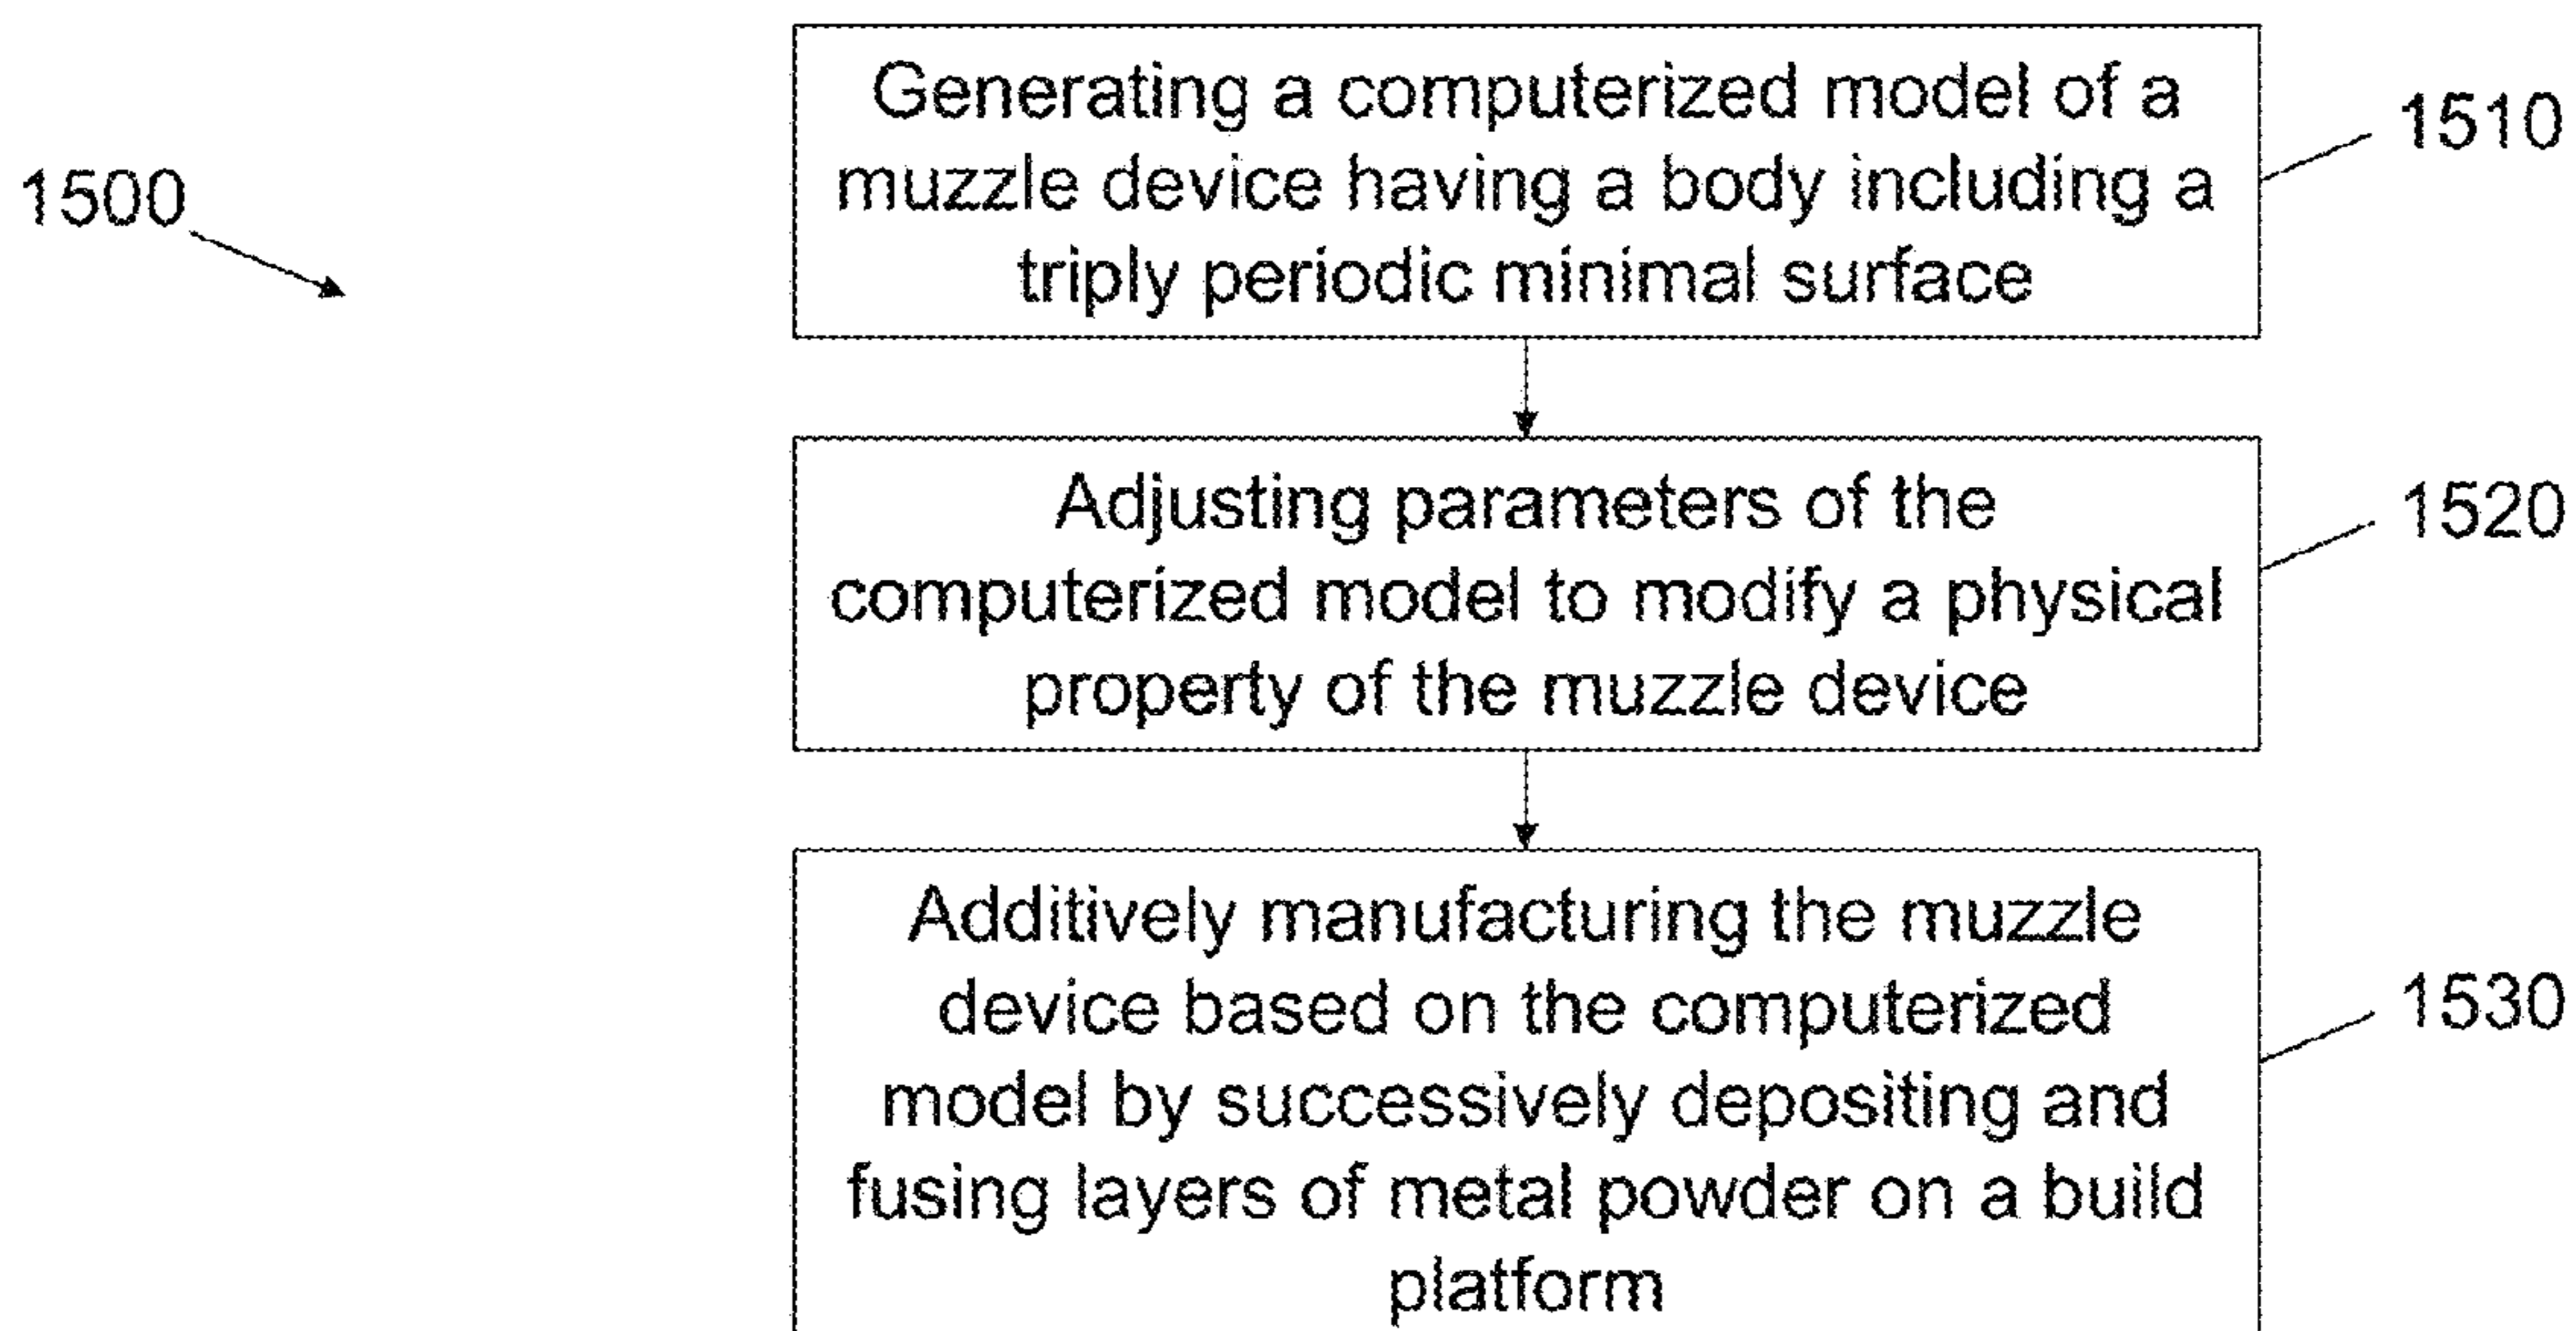 1500
Generating a computerized model of a
muzzle device having a body including a
triply periodic minimal surface
1510
Adjusting parameters of the
computerized model to modify a physical
property of the muzzle device
1520
Additively manufacturing the muzzle
device based on the computerized
model by successively depositing and
fusing layers of metal powder on a build
platform
1530